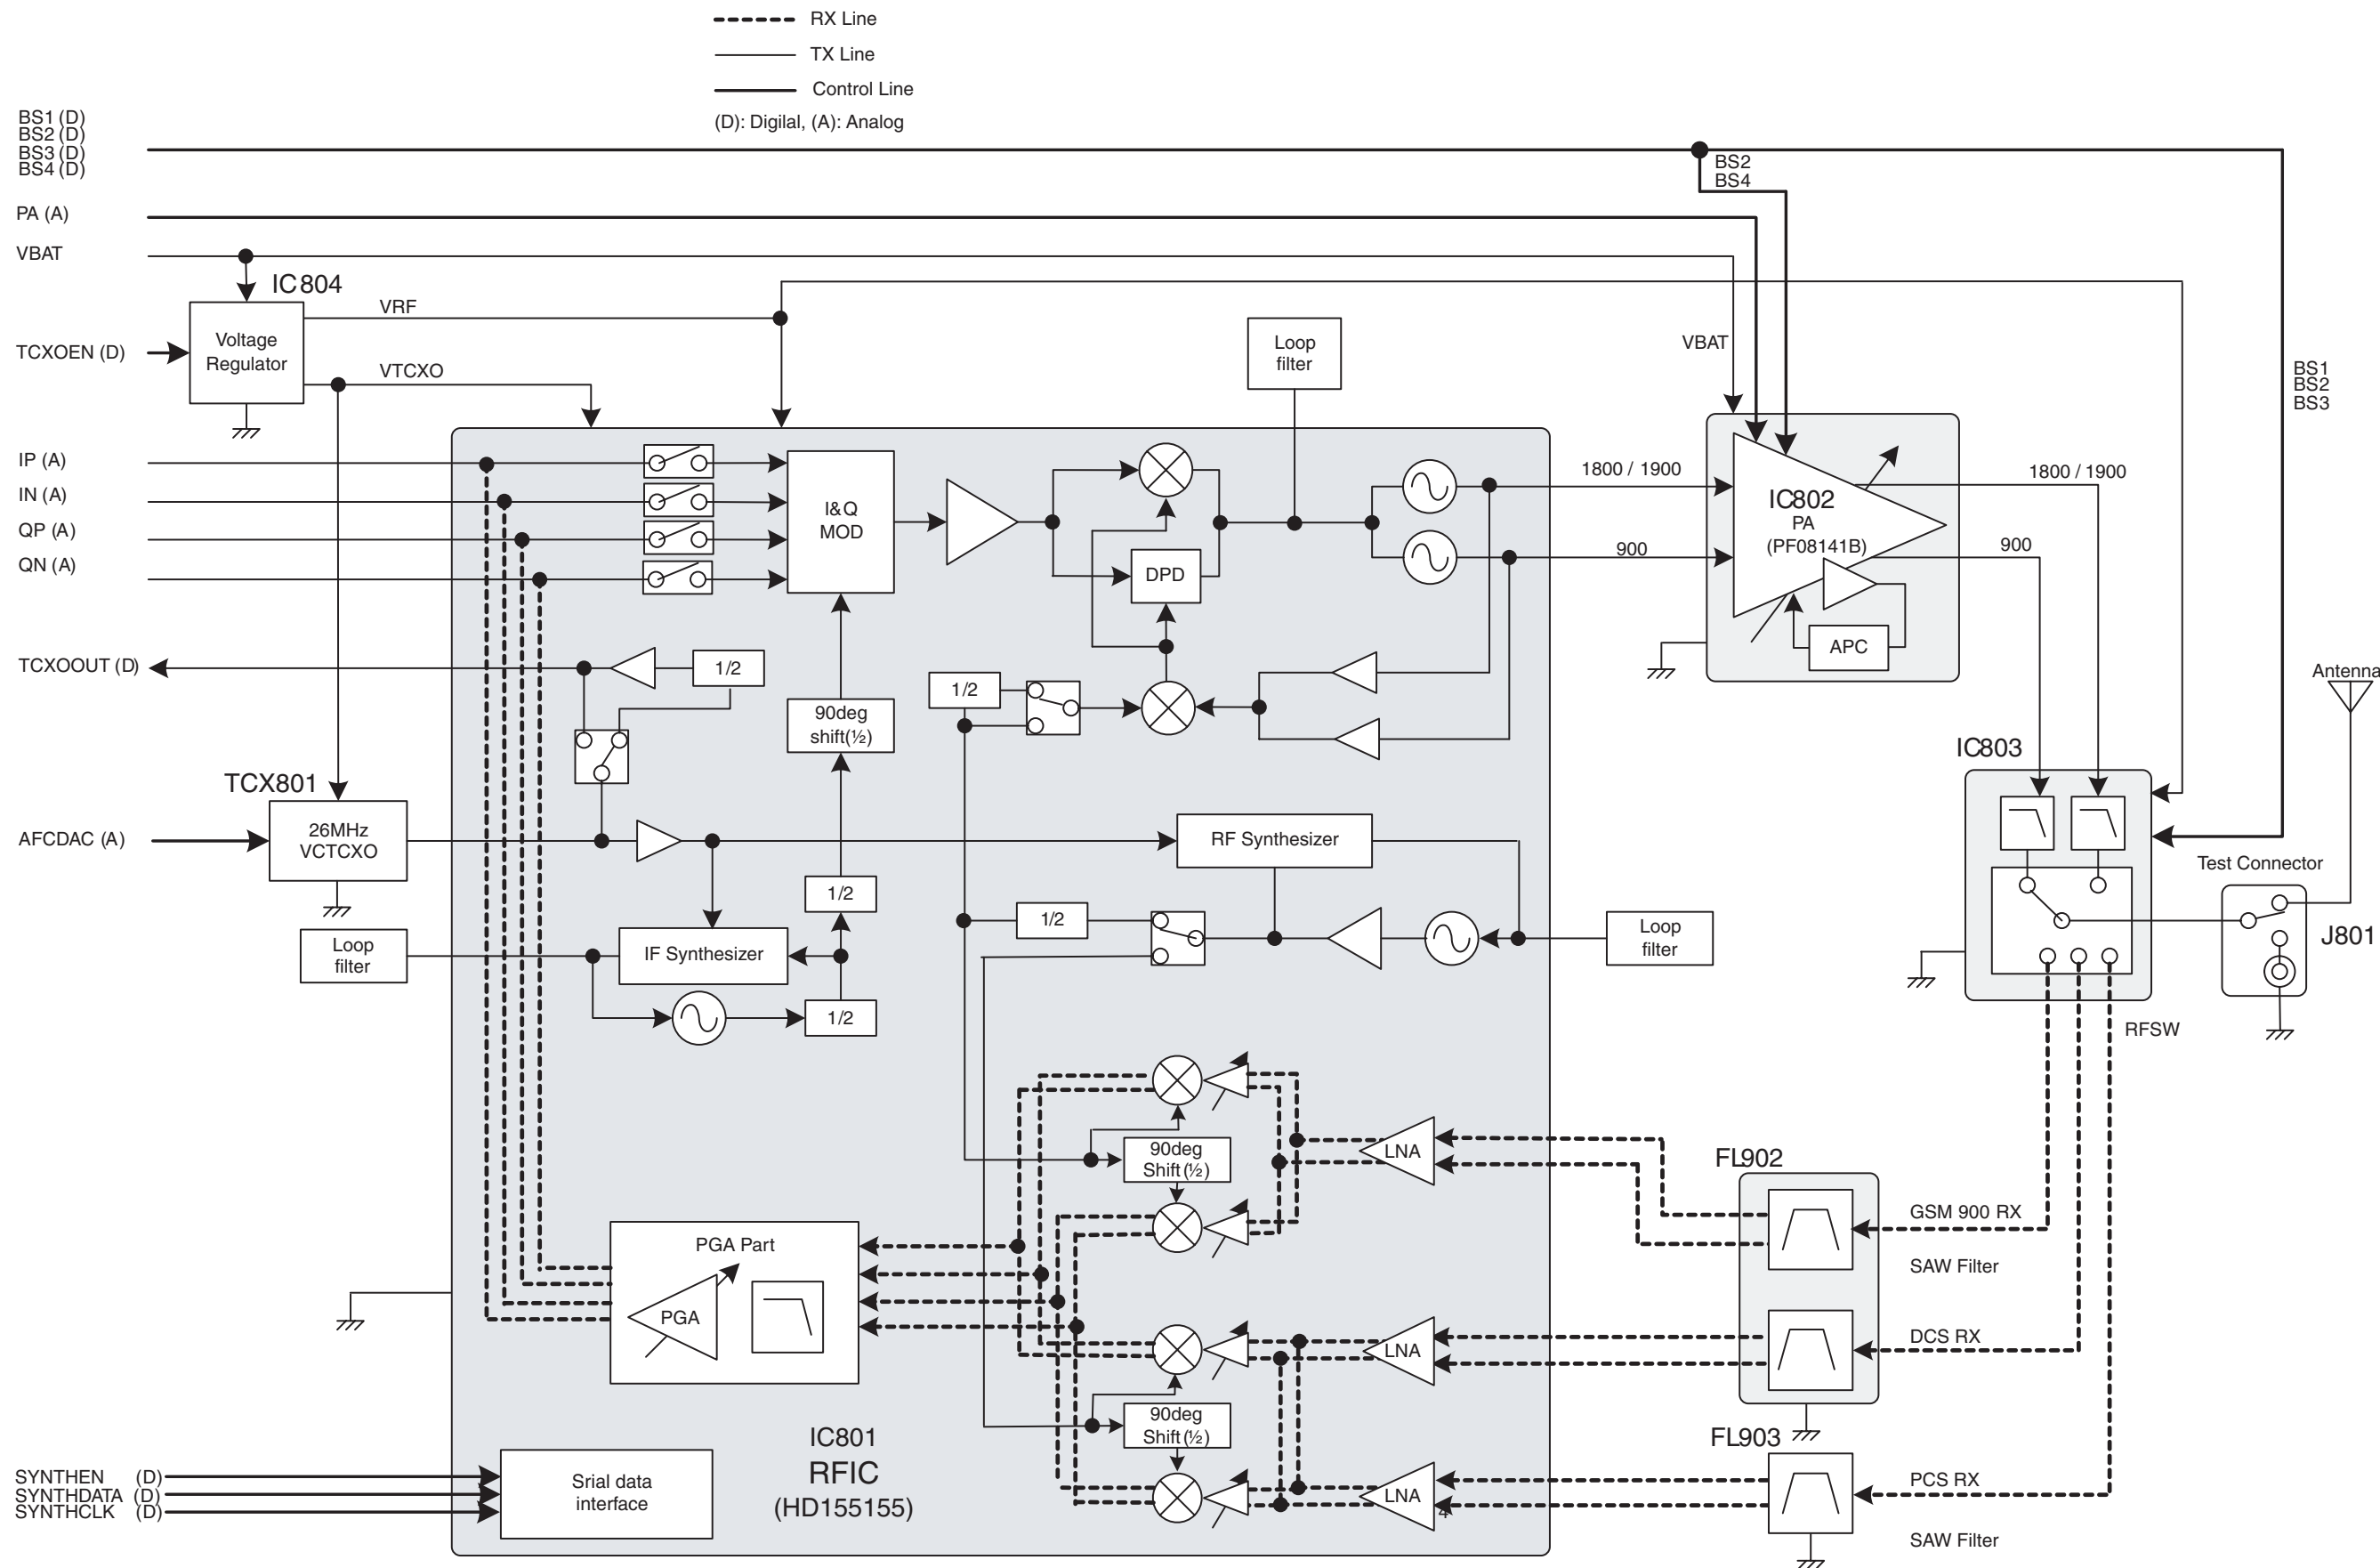 RX Line
TX Line
Control Line
(D): Digilal, (A): Analog
BS1 (D)
BS2 (D)
BS3 (D)
BS4 (D)
BS2
BS4
PA (A)
VBAT
IC804
VRF
Voltage
Regulator
TCXOEN (D)
VTCXO
Loop
filter
VBAT
BS1
BS2
BS3
IP (A)
IN (A)
QP (A)
QN (A)
I&Q
MOD
DPD
1800 / 1900
900
IC802
PA
(PF08141B)
APC
1800 / 1900
900
TCXOOUT (D)
1/2
90deg
shift(½)
1/2
Antenna
IC803
TCX801
26MHz
VCTCXO
AFCDAC (A)
RF Synthesizer
Test Connector
1/2
1/2
Loop
filter
IF Synthesizer
Loop
filter
J801
1/2
RFSW
90deg
Shift(½)
LNA
FL902
GSM 900 RX
SAW Filter
PGA Part
PGA
LNA
DCS RX
90deg
Shift(½)
FL903
IC801
RFIC
(HD155155)
LNA
4
PCS RX
SAW Filter
SYNTHEN (D)
SYNTHDATA (D)
SYNTHCLK (D)
Srial data
interface